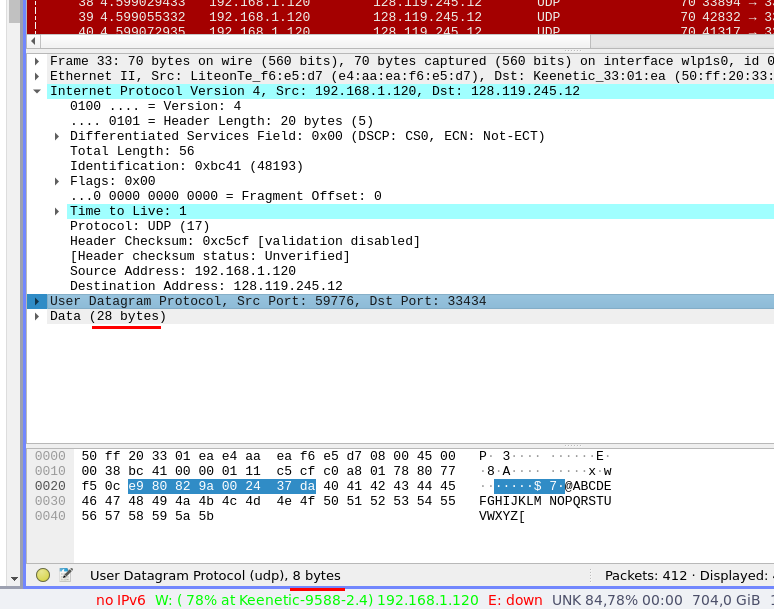 38 4.599029433 192.168.1.120 128.119.245.12 UDP 70 33894 → 33
39 4.599055332 192.168.1.120 128.119.245.12 UDP 70 42832 → 33
40 4.599072935 192.168.1.120 128.119.245.12 UDP 70 41317 → 33
Frame 33: 70 bytes on wire (560 bits), 70 bytes captured (560 bits) on interface wlp1s0, id 0
Ethernet II, Src: LiteonTe_f6:e5:d7 (e4:aa:ea:f6:e5:d7), Dst: Keenetic_33:01:ea (50:ff:20:33:
Internet Protocol Version 4, Src: 192.168.1.120, Dst: 128.119.245.12
0100 .... = Version: 4
.... 0101 = Header Length: 20 bytes (5)
Differentiated Services Field: 0x00 (DSCP: CS0, ECN: Not-ECT)
Total Length: 56
Identification: 0xbc41 (48193)
Flags: 0x00
...0 0000 0000 0000 = Fragment Offset: 0
Time to Live: 1
Protocol: UDP (17)
Header Checksum: 0xc5cf [validation disabled]
[Header checksum status: Unverified]
Source Address: 192.168.1.120
Destination Address: 128.119.245.12
User Datagram Protocol, Src Port: 59776, Dst Port: 33434
Data (28 bytes)
0000 50 ff 20 33 01 ea e4 aa ea f6 e5 d7 08 00 45 00 P· 3···· ······E·
0010 00 38 bc 41 00 00 01 11 c5 cf c0 a8 01 78 80 77 ·8·A···· ·····x·w
0020 f5 0c e9 80 82 9a 00 24 37 da 40 41 42 43 44 45 ·······$ 7·@ABCDE
0030 46 47 48 49 4a 4b 4c 4d 4e 4f 50 51 52 53 54 55 FGHIJKLM NOPQRSTU
0040 56 57 58 59 5a 5b VWXYZ[
User Datagram Protocol (udp), 8 bytes Packets: 412 · Displayed:
no IPv6 W: ( 78% at Keenetic-9588-2.4) 192.168.1.120 E: down UNK 84,78% 00:00 704,0 GiB